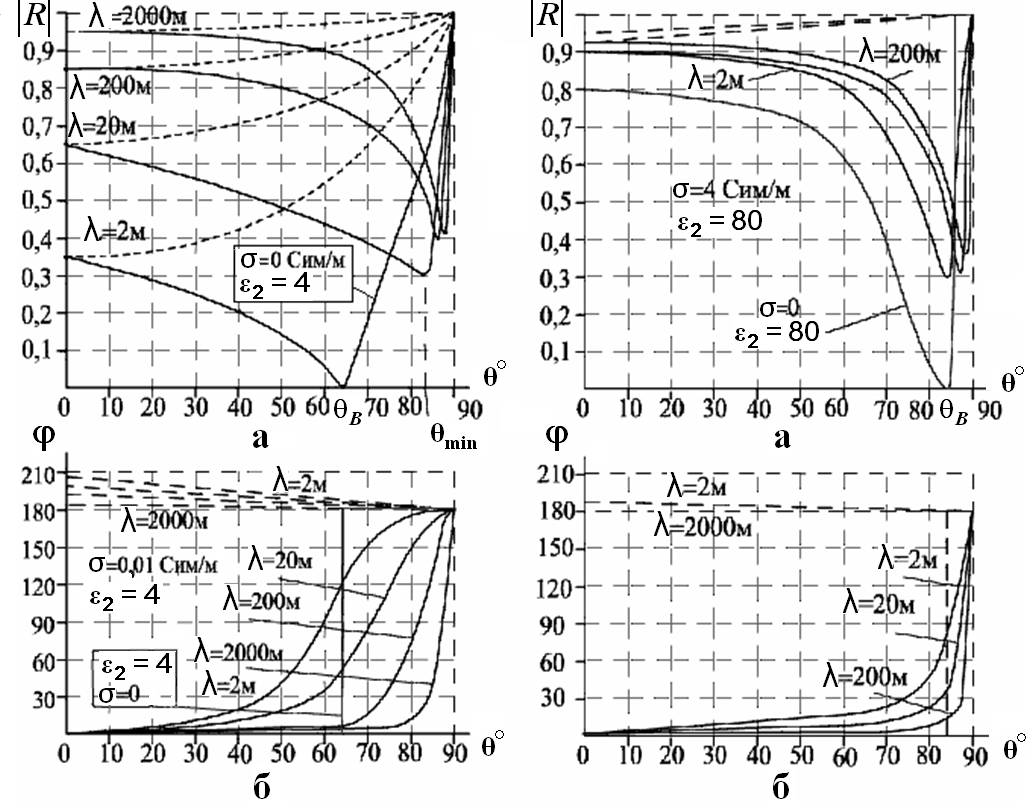 |R|
λ=2000м
0,9
0,8
λ=200м
0,7
λ=20м
0,6
0,5
0,4
λ=2м
σ=0 Сим/м
ε2 = 4
0,3
0,2
0,1
θ°
0 10 20 30 40 50 60 θB 70 80 90
θmin
а
|R|
0,9
λ=200м
λ=2м
0,8
0,7
0,6
σ=4 Сим/м
ε2 = 80
0,5
0,4
0,3
0,2
σ=0
ε2 = 80
0,1
θ°
0 10 20 30 40 50 60 70 80 θB 90
а
φ
210
λ=2м
180
λ=2000м
150
σ=0,01 Сим/м
ε2 = 4
λ=20м
120
λ=200м
90
λ=2000м
60
ε2 = 4
σ=0
λ=2м
30
θ°
0 10 20 30 40 50 60 70 80 90
б
φ
210
λ=2м
180
λ=2000м
150
λ=2м
120
λ=20м
90
60
λ=200м
30
θ°
0 10 20 30 40 50 60 70 80 90
б